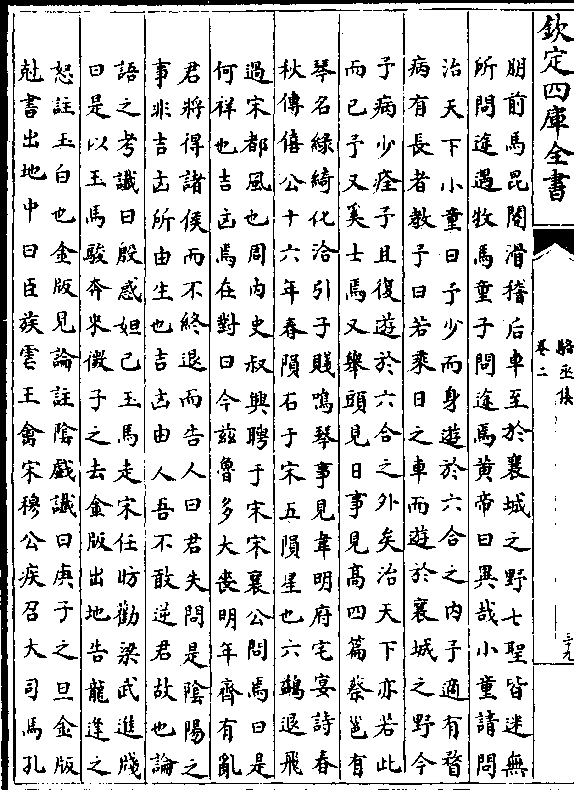 欽定四庫全書
駱丞集
卷二
三九
朋前馬昆閽滑稽后車至於襄城之野七聖皆迷無
所問途遇牧馬童子問途焉黄帝曰異哉小童請問
治天下小童曰予少而身遊於六合之内予適有瞀
病有長者教予曰若乘日之車而遊於襄城之野今
予病少痊予且復遊於六合之外矣治天下亦若此
而已予又奚士焉又舉頭見日事見髙四篇蔡邕有
琴名緑綺化洽引子賤鳴琴事見韋明府宅宴詩春
秋傳僖公十六年春隕石于宋五隕星也六鷁退飛
過宋都風也周内史叔興聘于宋宋襄公問焉曰是
何祥也吉凶焉在對曰今兹魯多大喪明年齊有亂
君將得諸侯而不終退而告人曰君失問是隂陽之
事非吉凶所由生也吉凶由人吾不敢逆君故也論
語之考讖曰殷惑妲己玉馬走宋任昉勸梁武進牋
曰是以玉馬駿奔来微子之去金版出地告龍逢之
怨註玉白也金版見論註隂戲讖曰庚子之旦金版
尅書出地中曰臣族虐王禽宋穆公疾召大司馬孔